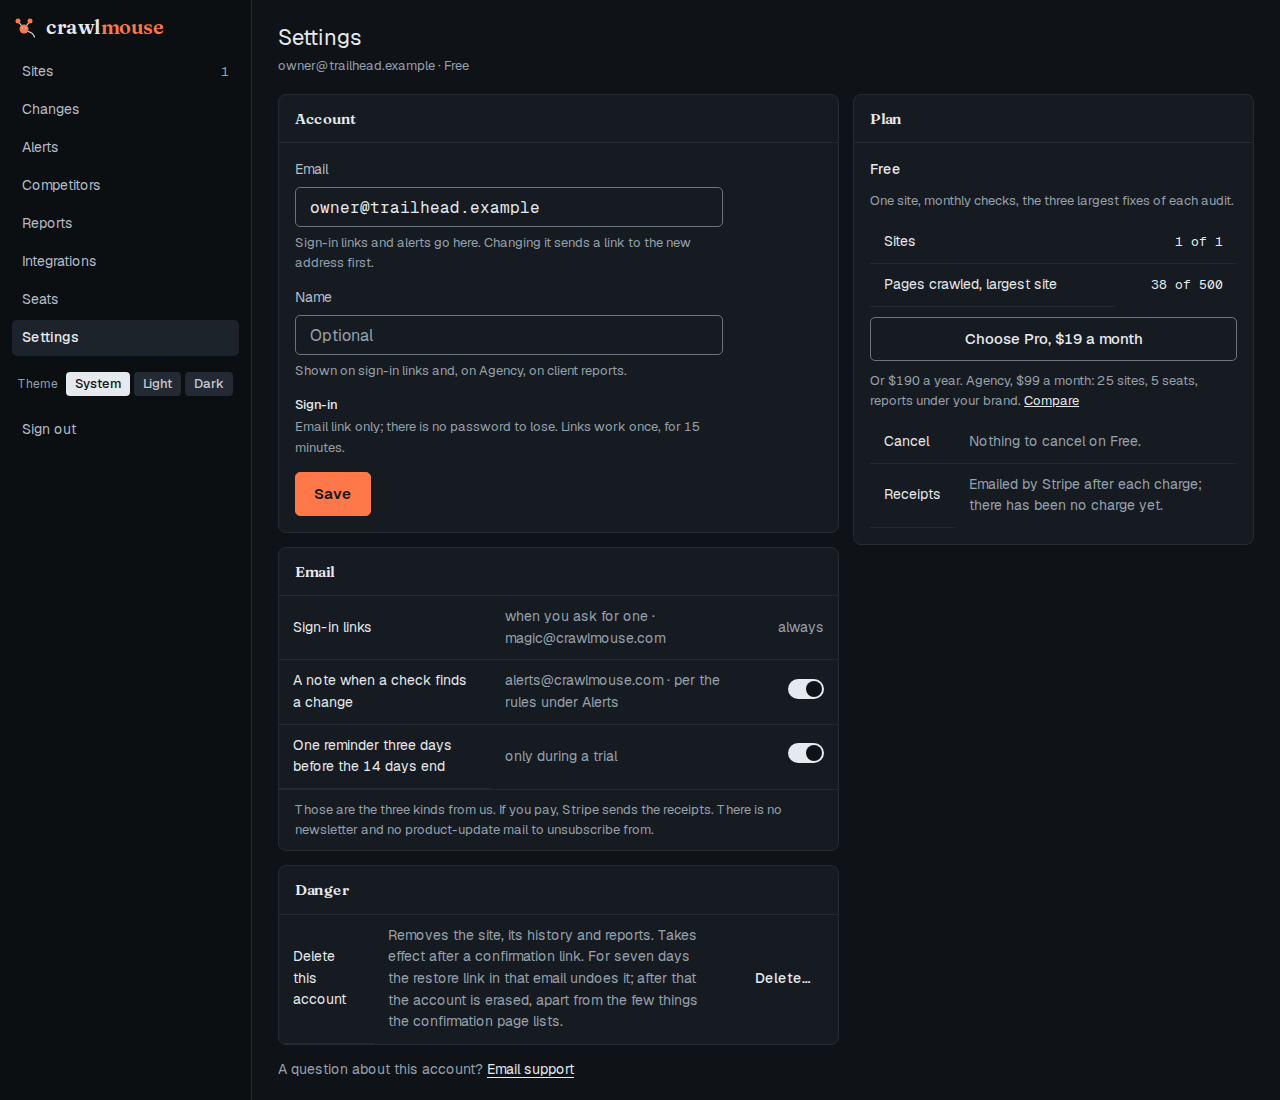 crawlmouse
Sites 1
Changes
Alerts
Competitors
Reports
Integrations
Seats
Settings
Theme System Light Dark
Sign out
Settings
owner@trailhead.example · Free
Account
Email
owner@trailhead.example
Sign-in links and alerts go here. Changing it sends a link to the new
address first.
Name
Optional
Shown on sign-in links and, on Agency, on client reports.
Sign-in
Email link only; there is no password to lose. Links work once, for 15
minutes.
Save
Plan
Free
One site, monthly checks, the three largest fixes of each audit.
Sites 1 of 1
Pages crawled, largest site 38 of 500
Choose Pro, $19 a month
Or $190 a year. Agency, $99 a month: 25 sites, 5 seats,
reports under your brand. Compare
Cancel Nothing to cancel on Free.
Receipts Emailed by Stripe after each charge;
there has been no charge yet.
Email
Sign-in links when you ask for one ·
magic@crawlmouse.com always
A note when a check finds
a change
alerts@crawlmouse.com · per the
rules under Alerts
One reminder three days
before the 14 days end
only during a trial
Those are the three kinds from us. If you pay, Stripe sends the receipts. There is no
newsletter and no product-update mail to unsubscribe from.
Danger
Delete
this
account
Removes the site, its history and reports. Takes
effect after a confirmation link. For seven days
the restore link in that email undoes it; after that
the account is erased, apart from the few things
the confirmation page lists.
Delete…
A question about this account? Email support